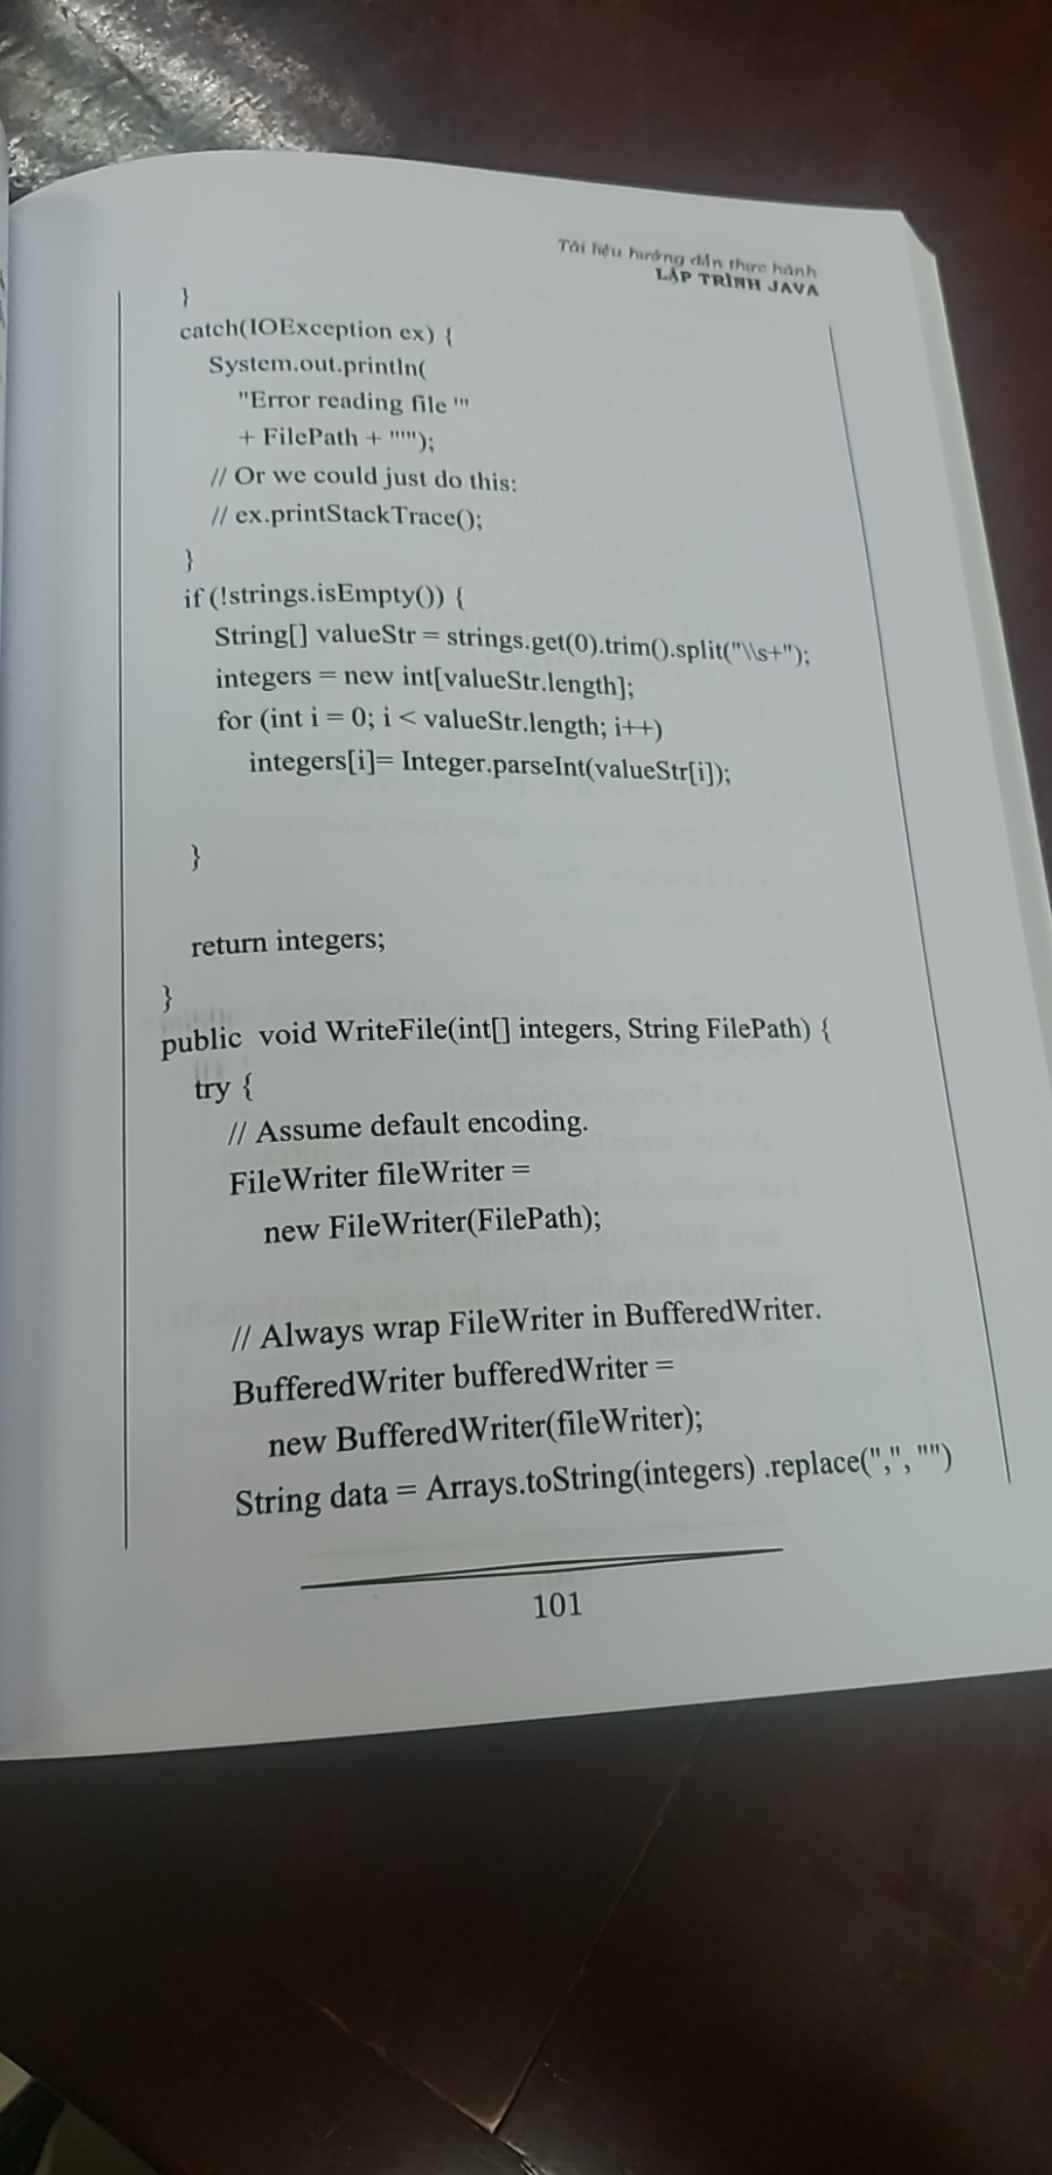 Tài liệu hướng dẫn thực hành
LẬP TRÌNH JAVA
}
catch(IOException ex) {
System.out.println(
"Error reading file '"
+ FilePath + "'");
// Or we could just do this:
// ex.printStackTrace();
}
if (!strings.isEmpty()) {
String[] valueStr = strings.get(0).trim().split("\\s+");
integers = new int[valueStr.length];
for (int i = 0; i < valueStr.length; i++)
integers[i]= Integer.parseInt(valueStr[i]);
}
return integers;
}
public void WriteFile(int[] integers, String FilePath) {
try {
// Assume default encoding.
FileWriter fileWriter =
new FileWriter(FilePath);
// Always wrap FileWriter in BufferedWriter.
BufferedWriter bufferedWriter =
new BufferedWriter(fileWriter);
String data = Arrays.toString(integers) .replace(",", "")
101